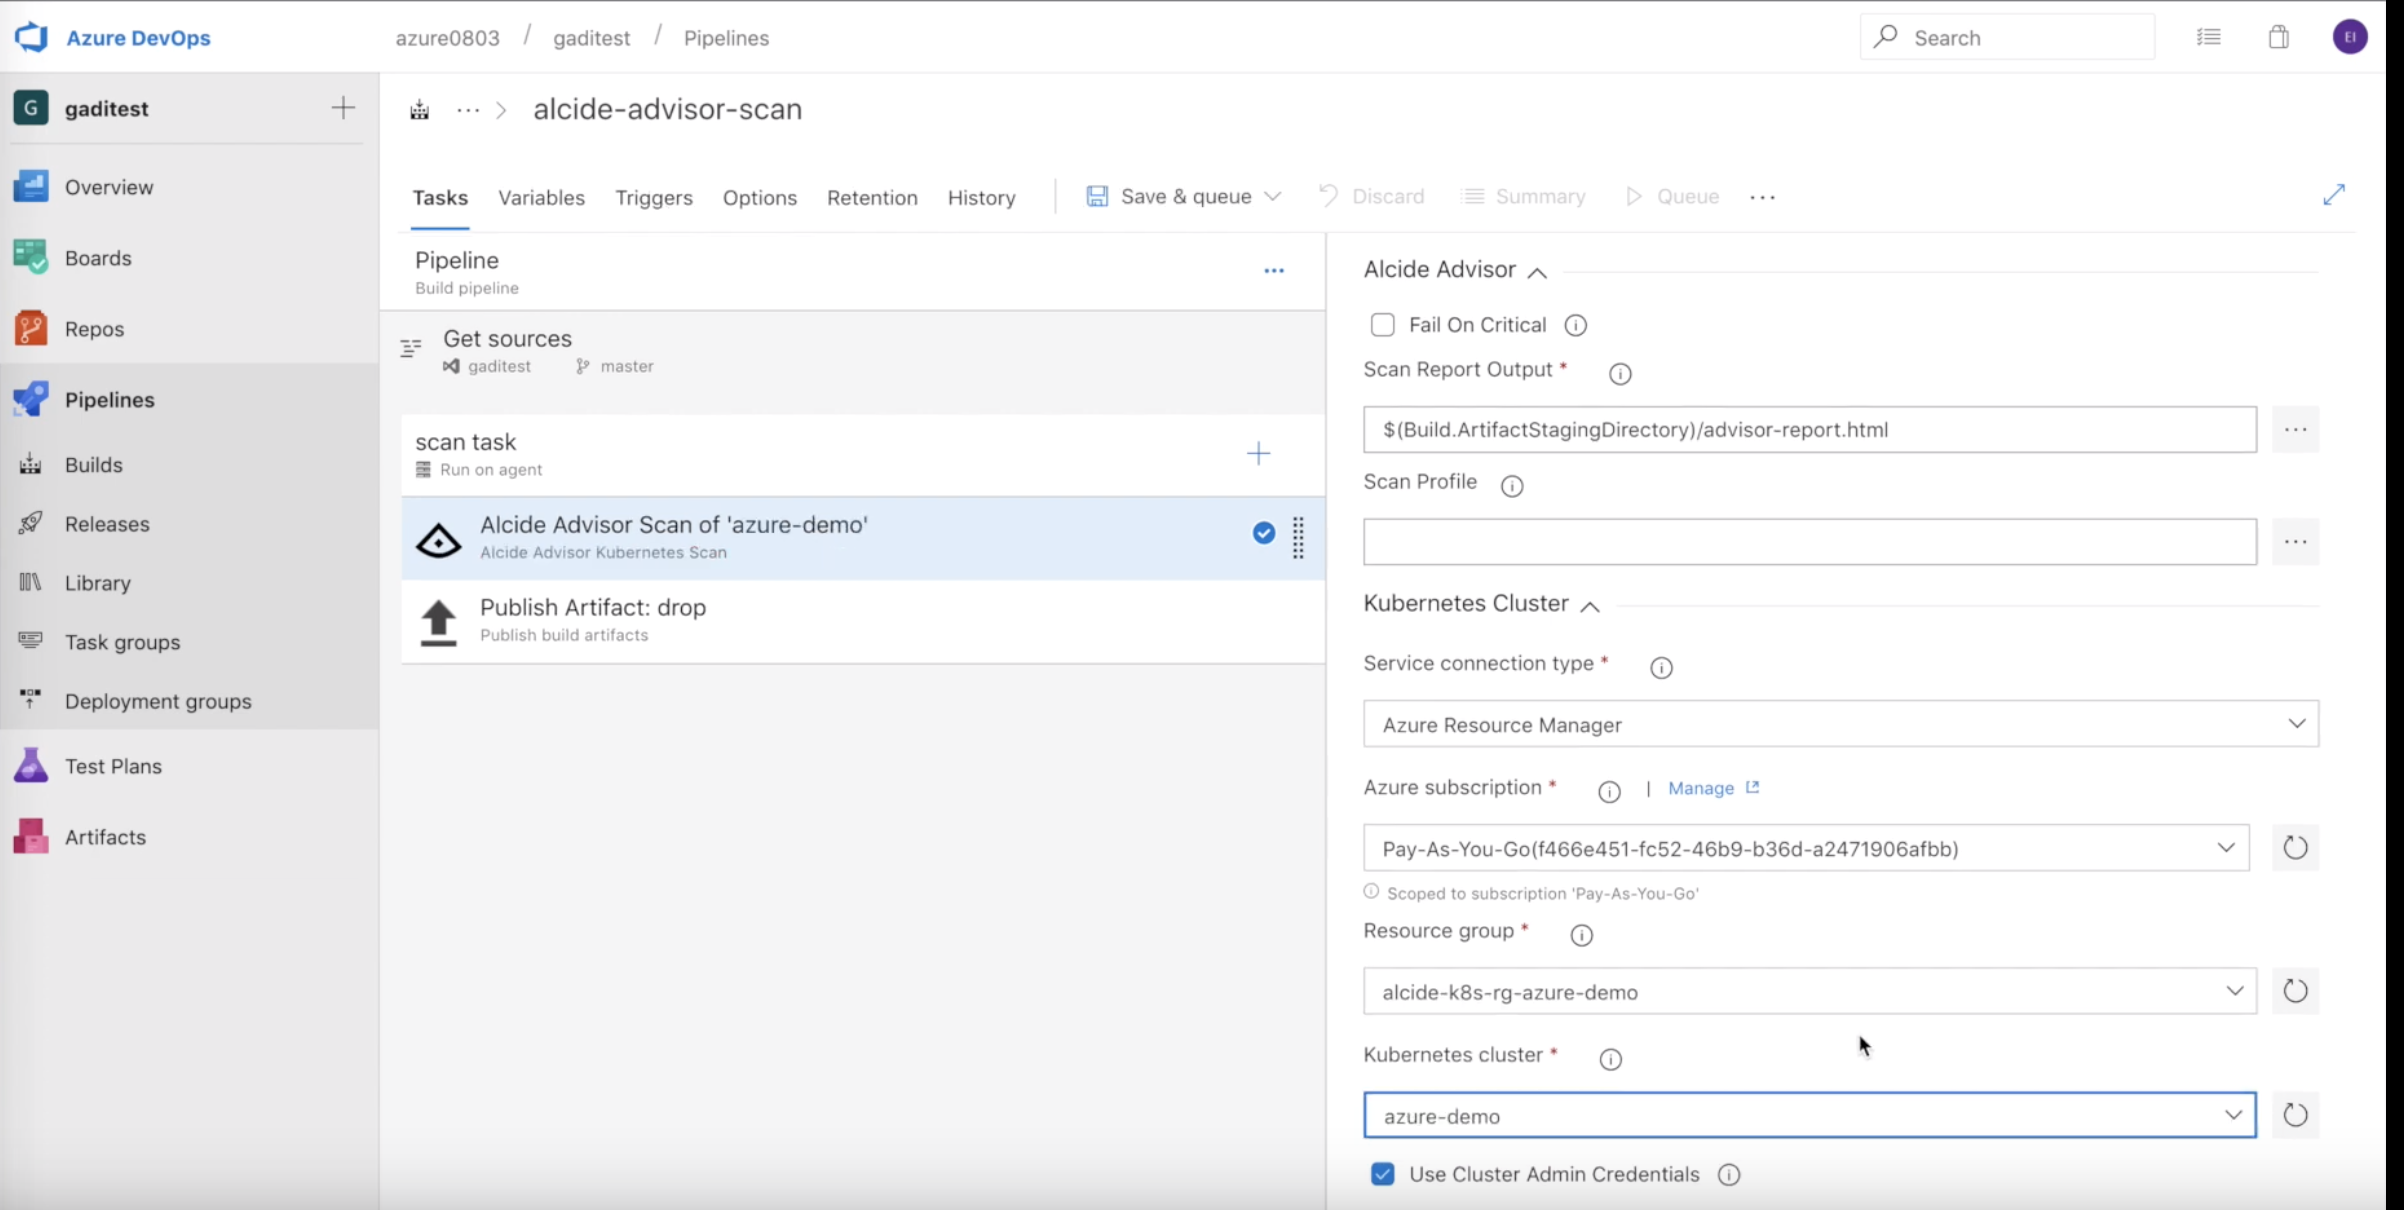 Azure DevOps
azure0803 / gaditest / Pipelines
Search
EI
G gaditest
Overview
Boards
Repos
Pipelines
Builds
Releases
Library
Task groups
Deployment groups
Test Plans
Artifacts
... > alcide-advisor-scan
Tasks Variables Triggers Options Retention History Save & queue Discard Summary Queue ...
Pipeline
Build pipeline
...
Get sources
gaditest master
scan task
Run on agent
Alcide Advisor Scan of 'azure-demo'
Alcide Advisor Kubernetes Scan
Publish Artifact: drop
Publish build artifacts
Alcide Advisor
Fail On Critical
Scan Report Output *
$(Build.ArtifactStagingDirectory)/advisor-report.html
...
Scan Profile
...
Kubernetes Cluster
Service connection type *
Azure Resource Manager
Azure subscription * | Manage
Pay-As-You-Go(f466e451-fc52-46b9-b36d-a2471906afbb)
Scoped to subscription 'Pay-As-You-Go'
Resource group *
alcide-k8s-rg-azure-demo
Kubernetes cluster *
azure-demo
Use Cluster Admin Credentials